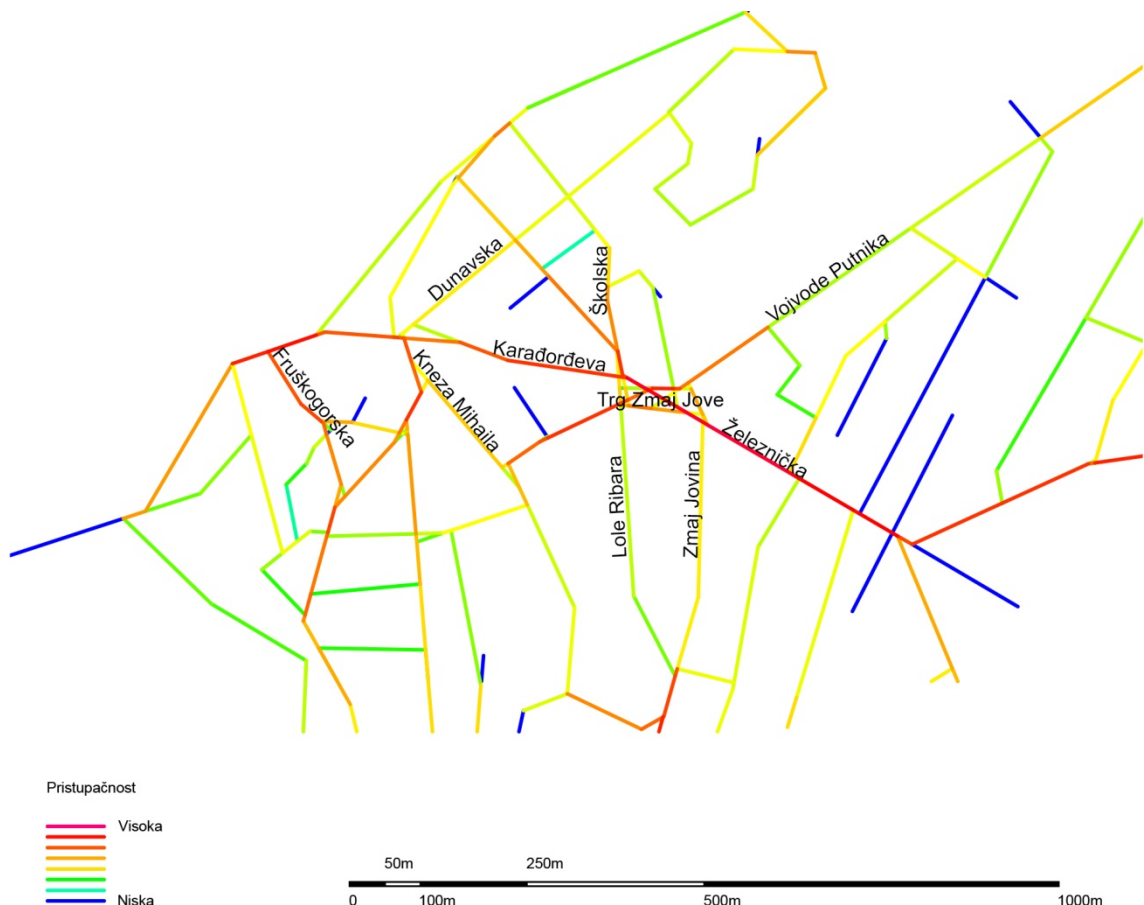 Dunavska
Školska
Vojvode Putnika
Karađorđeva
Fruškogorska
Kneza Mihaila
Trg Zmaj Jove
Železnička
Lole Ribara
Zmaj Jovina
Pristupačnost
Visoka
Niska
50m
250m
0
100m
500m
1000m